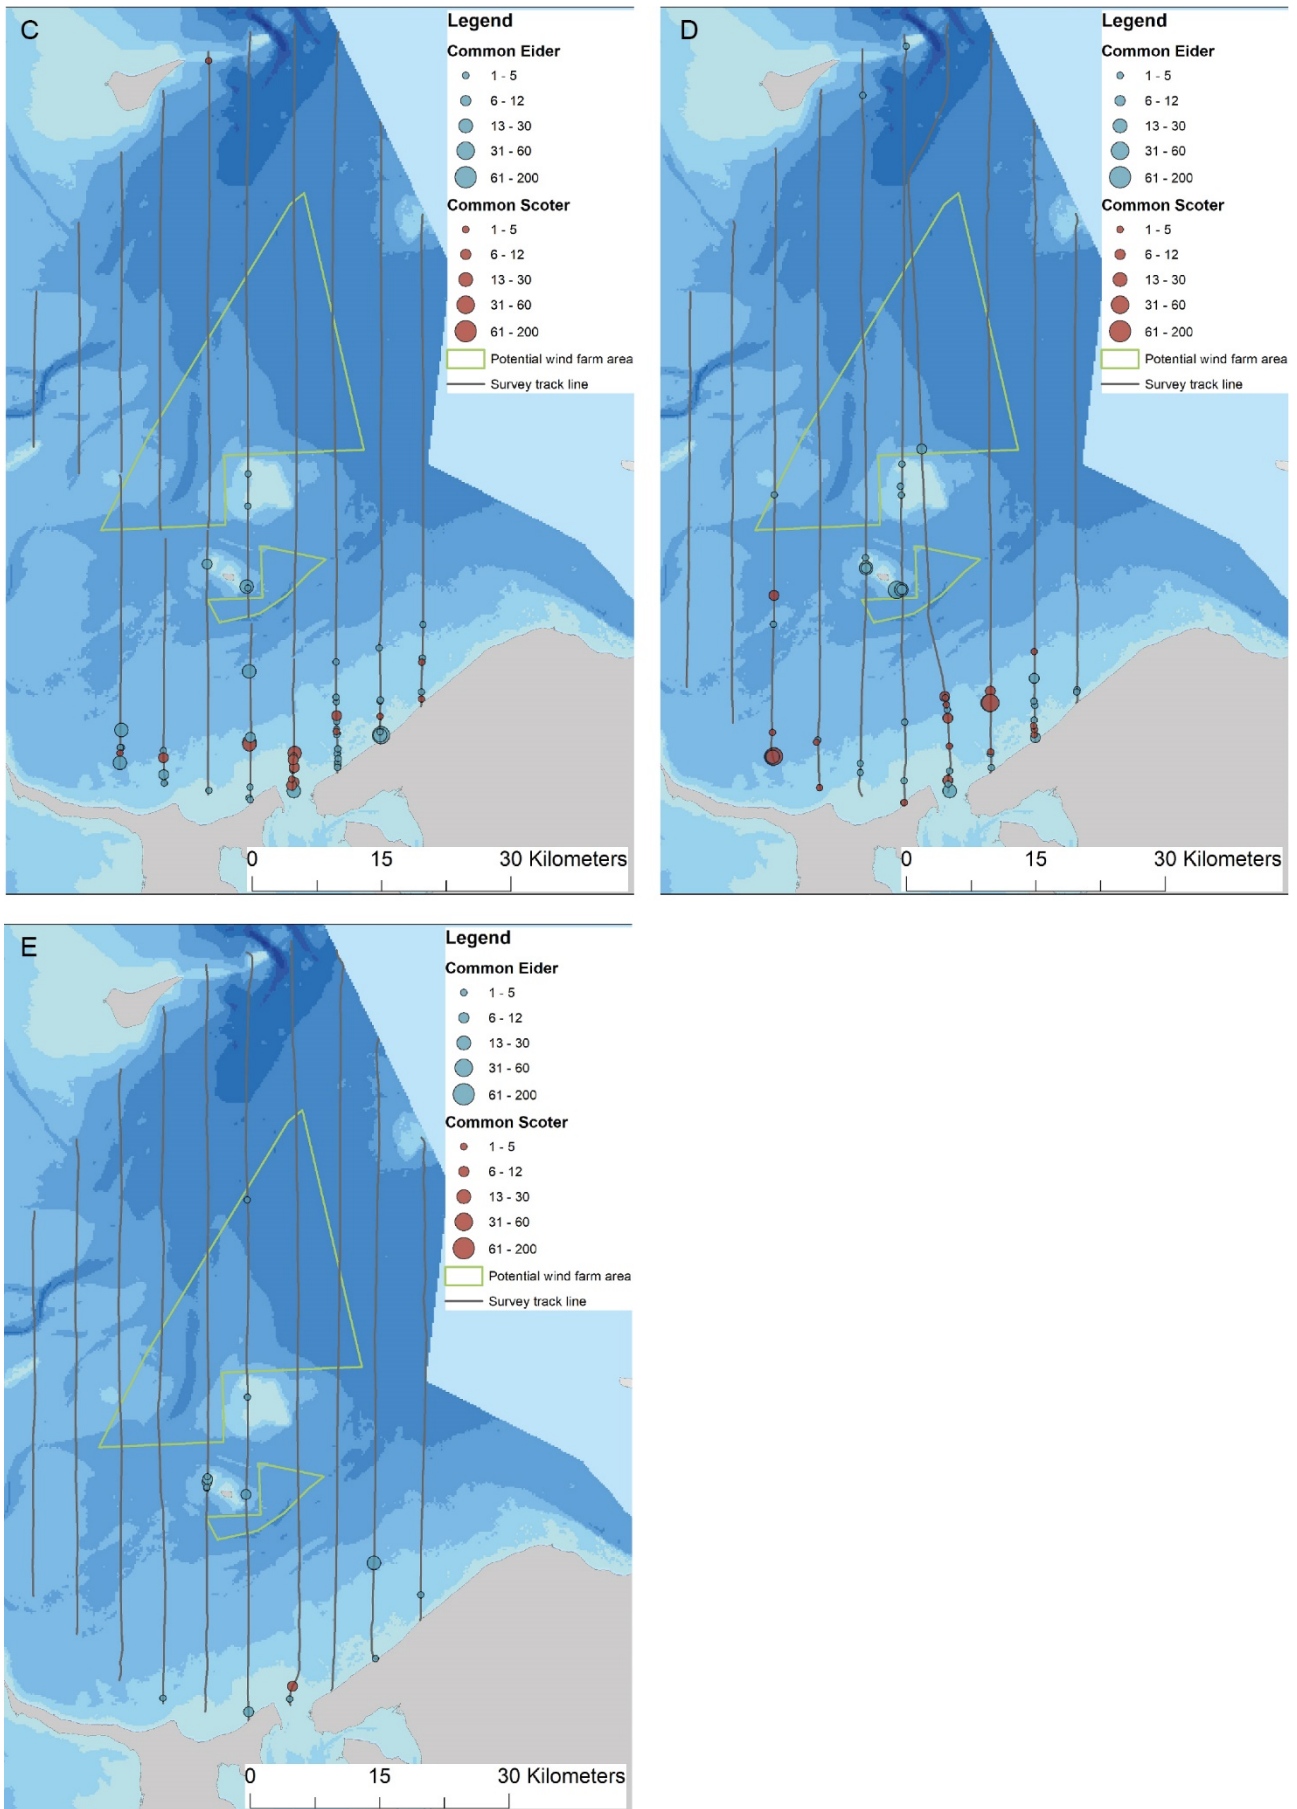 C
Legend
Common Eider
1 - 5
6 - 12
13 - 30
31 - 60
61 - 200
Common Scoter
1 - 5
6 - 12
13 - 30
31 - 60
61 - 200
Potential wind farm area
Survey track line
0 15 30 Kilometers
D
Legend
Common Eider
1 - 5
6 - 12
13 - 30
31 - 60
61 - 200
Common Scoter
1 - 5
6 - 12
13 - 30
31 - 60
61 - 200
Potential wind farm area
Survey track line
0 15 30 Kilometers
E
Legend
Common Eider
1 - 5
6 - 12
13 - 30
31 - 60
61 - 200
Common Scoter
1 - 5
6 - 12
13 - 30
31 - 60
61 - 200
Potential wind farm area
Survey track line
0 15 30 Kilometers